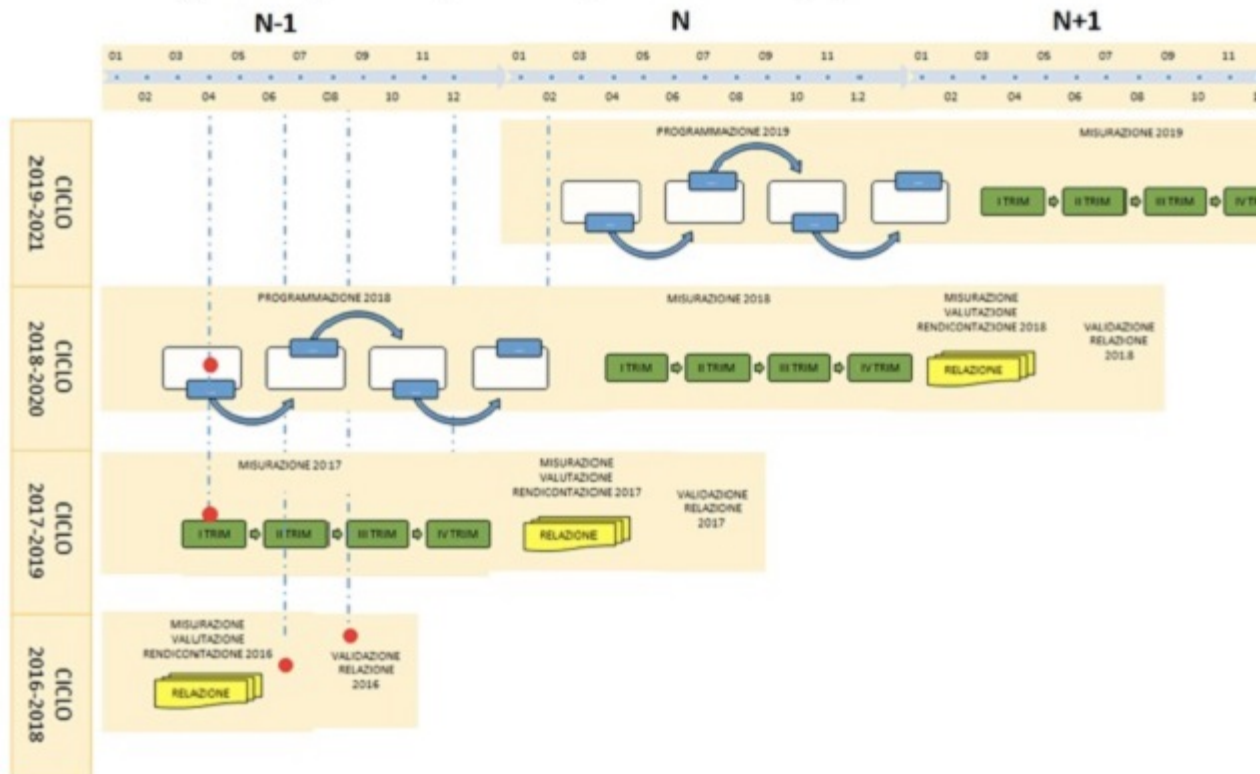 N-1
N
N+1
01 03 05 07 09 11 01 03 05 07 09 11 01 03 05 07 09 11
02 04 06 08 10 12 02 04 06 08 10 12 02 04 06 08 10
CICLO
2019-2021
PROGRAMMAZIONE 2019
MISURAZIONE 2019
...
...
...
...
I TRIM
II TRIM
III TRIM
IV TR
CICLO
2018-2020
PROGRAMMAZIONE 2018
MISURAZIONE 2018
MISURAZIONE
VALUTAZIONE
RENDICONTAZIONE 2018
VALIDAZIONE
RELAZIONE
2018
...
...
...
...
I TRIM
II TRIM
III TRIM
IV TRIM
RELAZIONE
CICLO
2017-2019
MISURAZIONE 2017
MISURAZIONE
VALUTAZIONE
RENDICONTAZIONE 2017
VALIDAZIONE
RELAZIONE
2017
I TRIM
II TRIM
III TRIM
IV TRIM
RELAZIONE
CICLO
2016-2018
MISURAZIONE
VALUTAZIONE
RENDICONTAZIONE 2016
VALIDAZIONE
RELAZIONE
2016
RELAZIONE